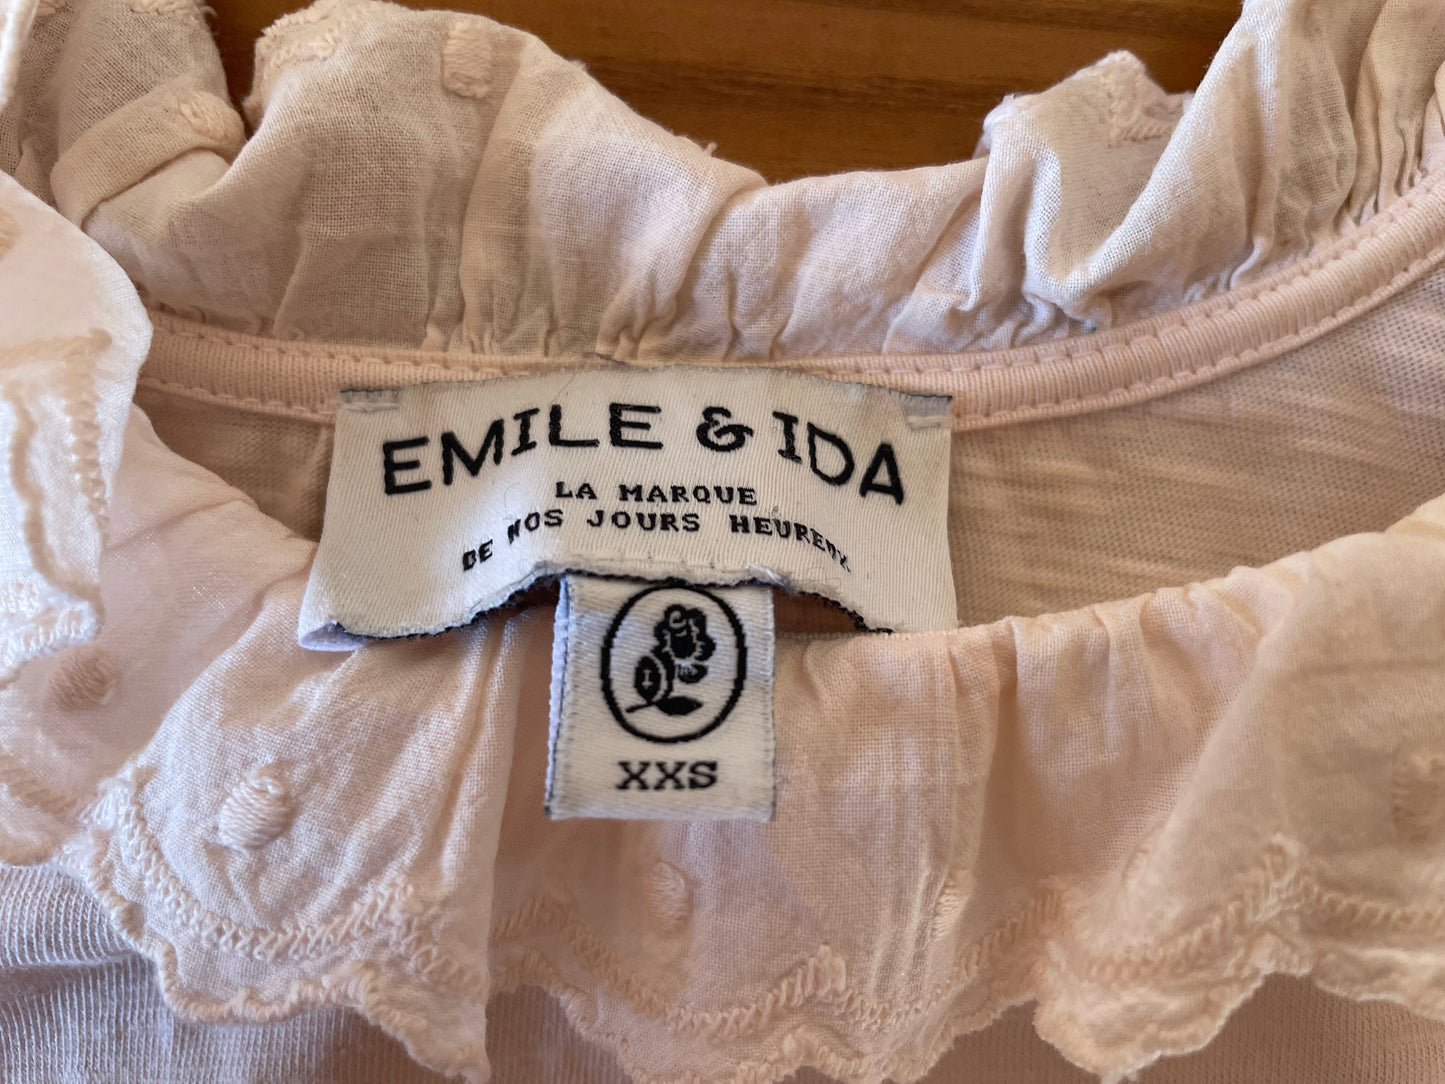 EMILE & IDA
LA MARQUE
DE NOS JOURS HEUREUX
XXS